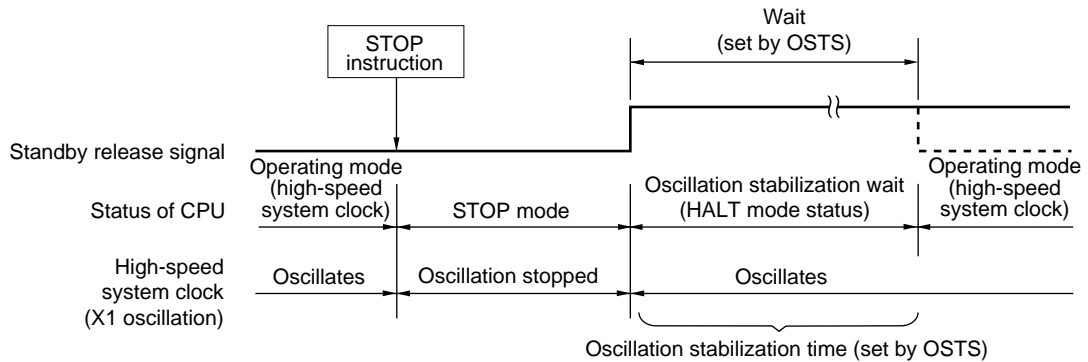 Wait
(set by OSTS)
STOP
instruction
Standby release signal
Operating mode
(high-speed
system clock)
Operating mode
(high-speed
system clock)
Status of CPU
STOP mode
Oscillation stabilization wait
(HALT mode status)
High-speed
system clock
(X1 oscillation)
Oscillates
Oscillation stopped
Oscillates
Oscillation stabilization time (set by OSTS)